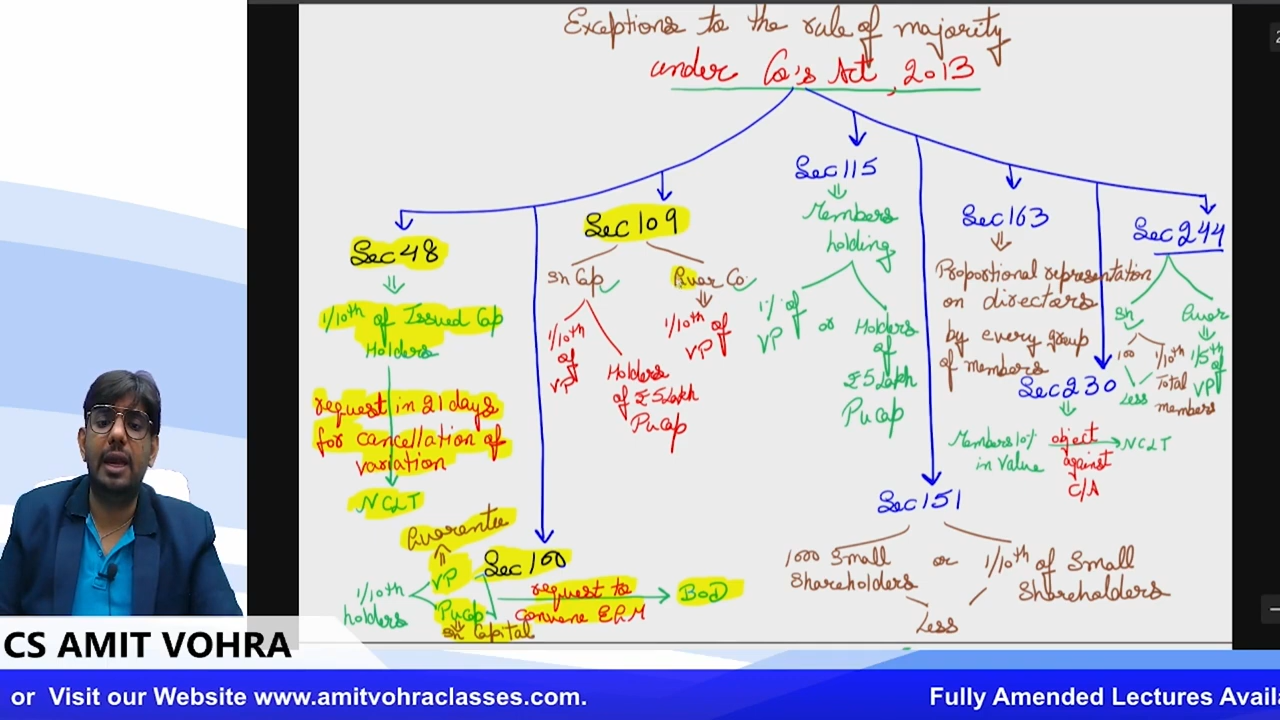 Exceptions to the rule of majority
under Co's Act, 2013
Sec 48
1/10th of Issued Cap
Holders
request in 21 days
for cancellation of
variation
NCLT
Sec 100
Guarantee
VP
1/10th
holders
Pucap
Sh Capital
request to
Convene EGM
BOD
Sec 109
Sh Cap
1/10th
of
VP
Holders
of ₹5 Lakh
Pucap
Guar Co
1/10th of
VP
Sec 115
Members
holding
1% of
VP
or
Holders
of
₹5 Lakh
Pucap
Sec 151
1000 Small
Shareholders
or
1/10th of Small
Shareholders
Less
Sec 163
Proportional representation
on directors
by every group
of members
Sec 230
Members 10%
in Value
object
against
C/A
NCLT
Sec 244
Sh
100
1/10th
Total
members
Less
Guar
1/5th
of
VP
CS AMIT VOHRA
or Visit our Website www.amitvohraclasses.com.
Fully Amended Lectures Avail